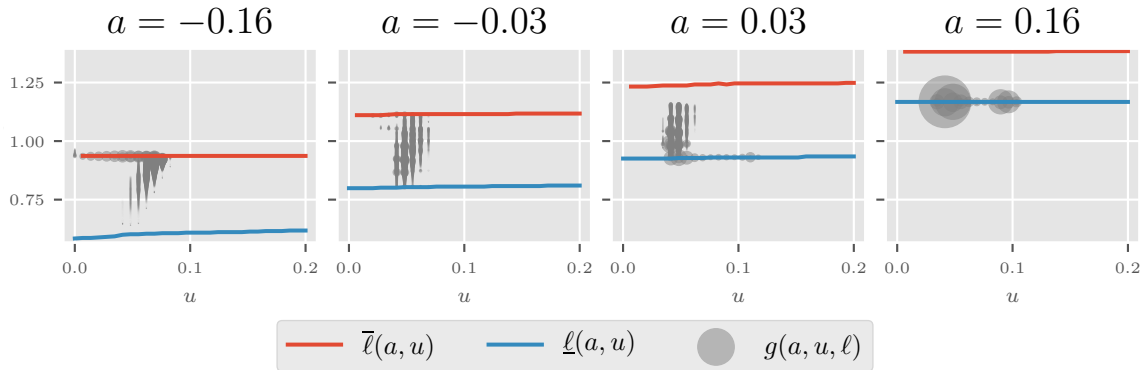 a = −0.16 a = −0.03 a = 0.03 a = 0.16
1.25
1.00
0.75
0.0 0.1 0.2 0.0 0.1 0.2 0.0 0.1 0.2 0.0 0.1 0.2
u u u u
ℓ̅(a, u) ℓ̲(a, u) g(a, u, ℓ)